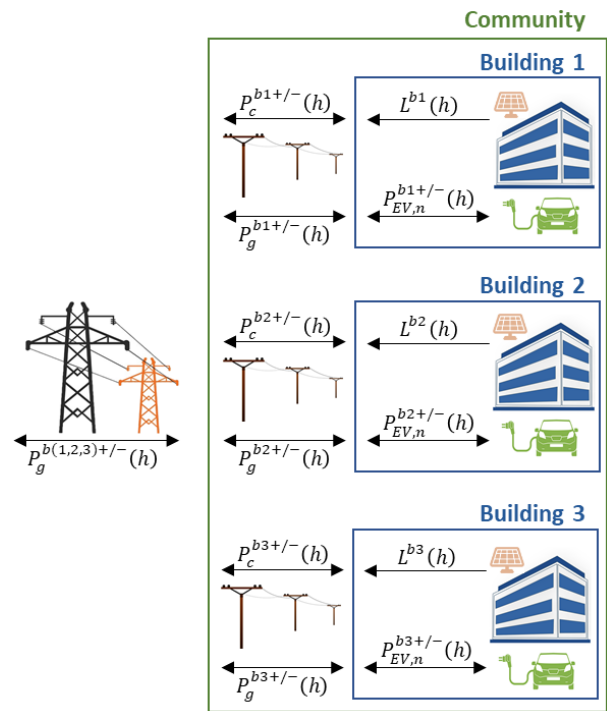 Community
Building 1
P_c^{b1+/-}(h)
L^{b1}(h)
P_{EV,n}^{b1+/-}(h)
P_g^{b1+/-}(h)
Building 2
P_c^{b2+/-}(h)
L^{b2}(h)
P_{EV,n}^{b2+/-}(h)
P_g^{b2+/-}(h)
P_g^{b(1,2,3)+/-}(h)
Building 3
P_c^{b3+/-}(h)
L^{b3}(h)
P_{EV,n}^{b3+/-}(h)
P_g^{b3+/-}(h)